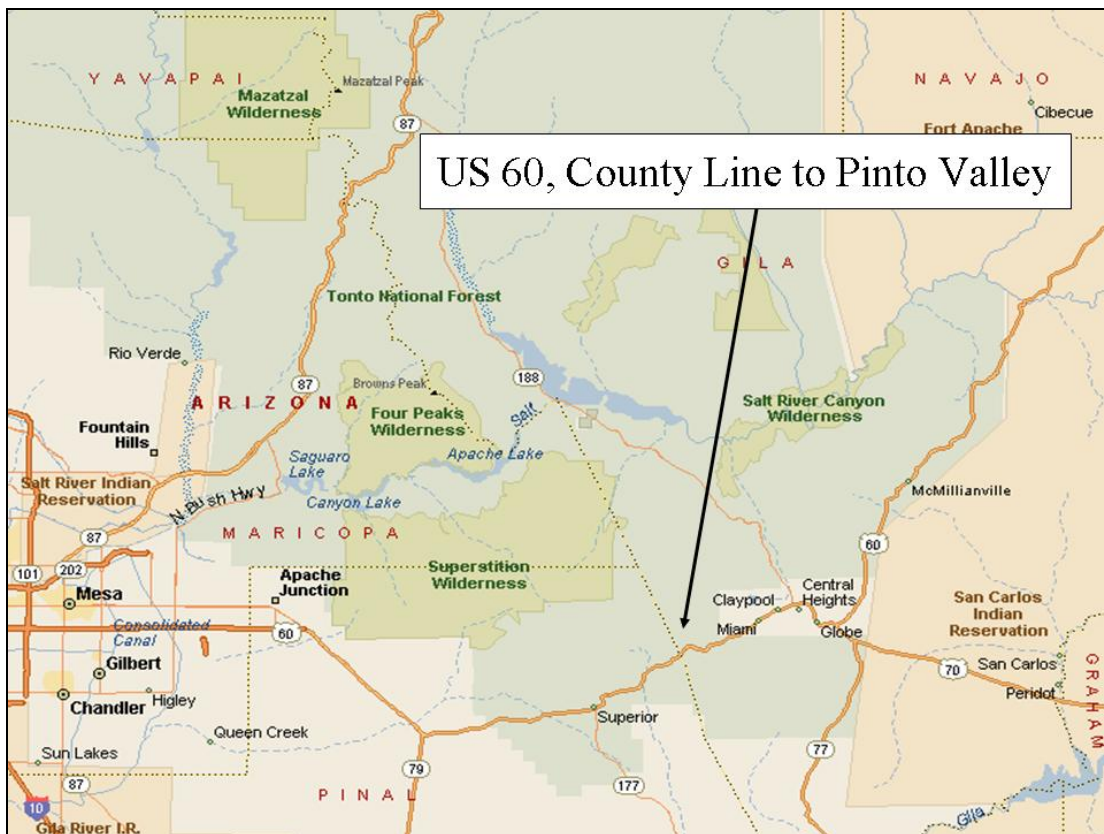 YAVAPAI
Mazatzal Peak
Mazatzal
Wilderness
87
NAVAJO
Cibecue
Fort Apache
US 60, County Line to Pinto Valley
GILA
Tonto National Forest
Rio Verde
87
Browns Peak
188
ARIZONA
Four Peaks
Wilderness
Salt
Salt River Canyon
Wilderness
Fountain
Hills
Saguaro
Lake
Apache Lake
Salt River Indian
Reservation
N Bush Hwy
Canyon Lake
McMillianville
87
MARICOPA
60
101
202
Superstition
Wilderness
Apache
Junction
Mesa
Claypool
Central
Heights
San Carlos
Indian
Reservation
Consolidated
Canal
60
Miami
Globe
Gilbert
70
San Carlos
Peridot
GRAHAM
Chandler
Higley
Superior
Queen Creek
Sun Lakes
79
77
87
177
PINAL
10
Gila River I.R.
Gila